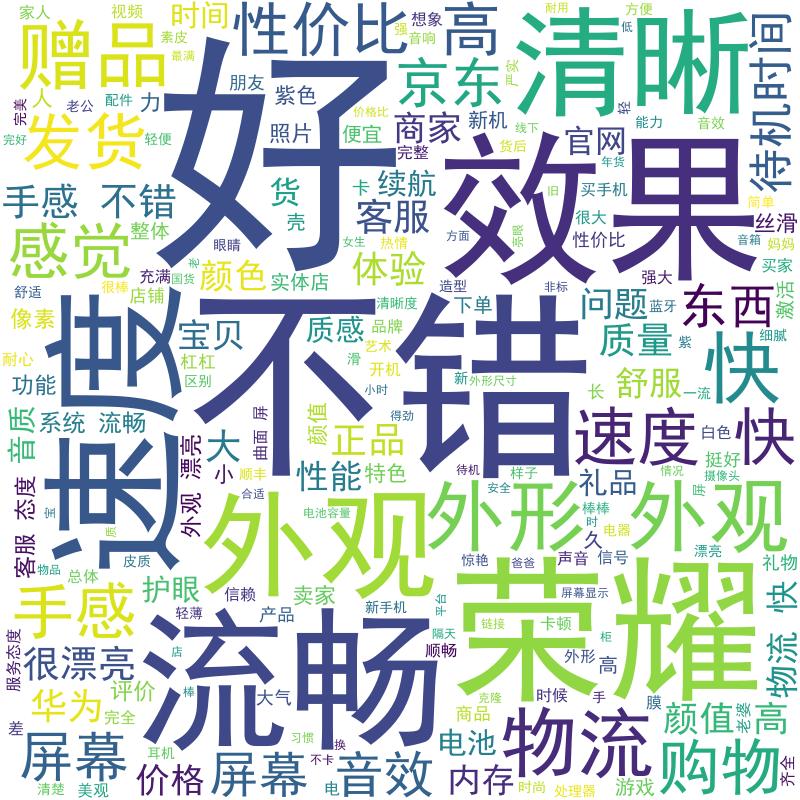 家人
视频
时间
性价比
高
清晰
耐用
方便
赠品
素皮
最满
强
想象
音响
低
待机时间
完美
人
老公
配件
力
好
朋友
紫色
价格比
京东
严实
轻
音效
发货
完好
轻便
照片
便宜
商家
完整
新机
线下
货后
官网
能力
年货
手感
不错
货
壳
卡
续航
客服
效果
旧
买手机
简单
丝滑
很大
感觉
整体
眼睛
女生
热情
方面
亮眼
性价比
音箱
妈妈
舒适
很棒
国货
老
充满
店铺
颜色
实体店
体验
造型
非标
强大
买家
激活
像素
速度
不错
清晰度
下单
问题
蓝牙
东西
宝贝
质感
品牌
紫
细腻
耐心
杠杠
区别
滑
艺术
开机
质量
功能
小时
新
外形尺寸
长
舒服
一流
快
音质
系统
流畅
漂亮
大
曲面
屏
颜值
得劲
正品
速度
白色
快
态度
外观
小
顺丰
性能
特色
待机
样子
挺好
情况
摄像头
客服
宝
合适
礼品
安全
屏
质
外观
电池容量
外形
棒棒
时
外观
久
电器
物品
总体
皮质
护眼
信赖
卖家
惊艳
爸爸
声音
信号
漂亮
礼物
手感
轻薄
产品
新手机
平台
荣耀
屏幕显示
快
服务态度
很漂亮
店
流畅
隔天
链接
卡顿
柜
顺畅
外形
高
物流
华为
评价
棒
大气
克隆
时候
手
膜
颜值
老婆
高
差
完全
习惯
商品
物流
屏幕
耳机
不卡
换
电池
购物
清楚
美观
价格
屏幕
电
音效
内存
时尚
处理器
游戏
齐全